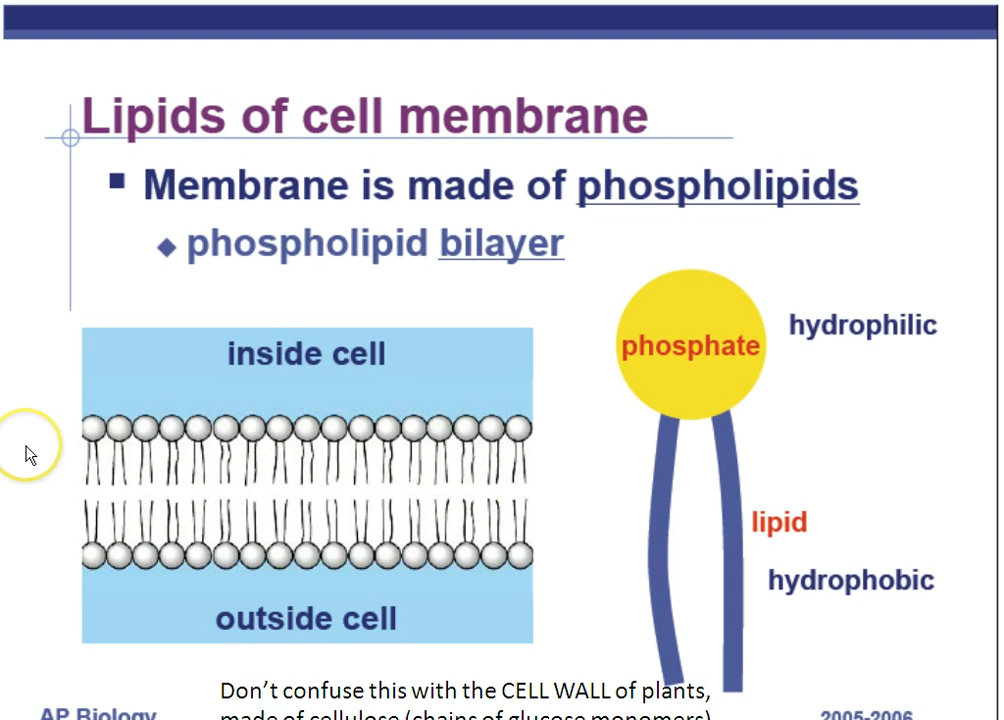 Lipids of cell membrane
Membrane is made of phospholipids
phospholipid bilayer
inside cell
outside cell
phosphate
hydrophilic
lipid
hydrophobic
Don't confuse this with the CELL WALL of plants,
made of cellulose (chains of glucose monomers)
AP Biology
2005-2006